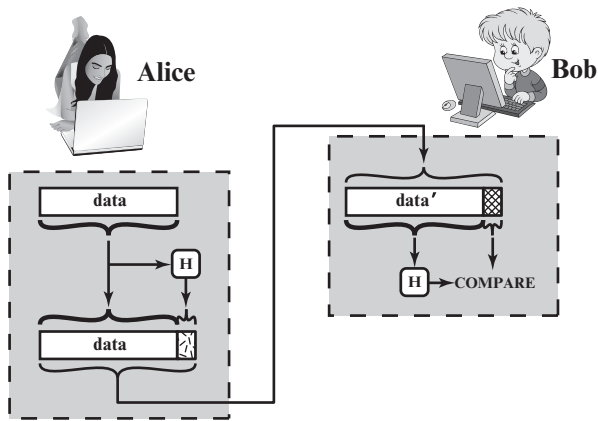 Alice
Bob
data
H
data
data′
H
COMPARE